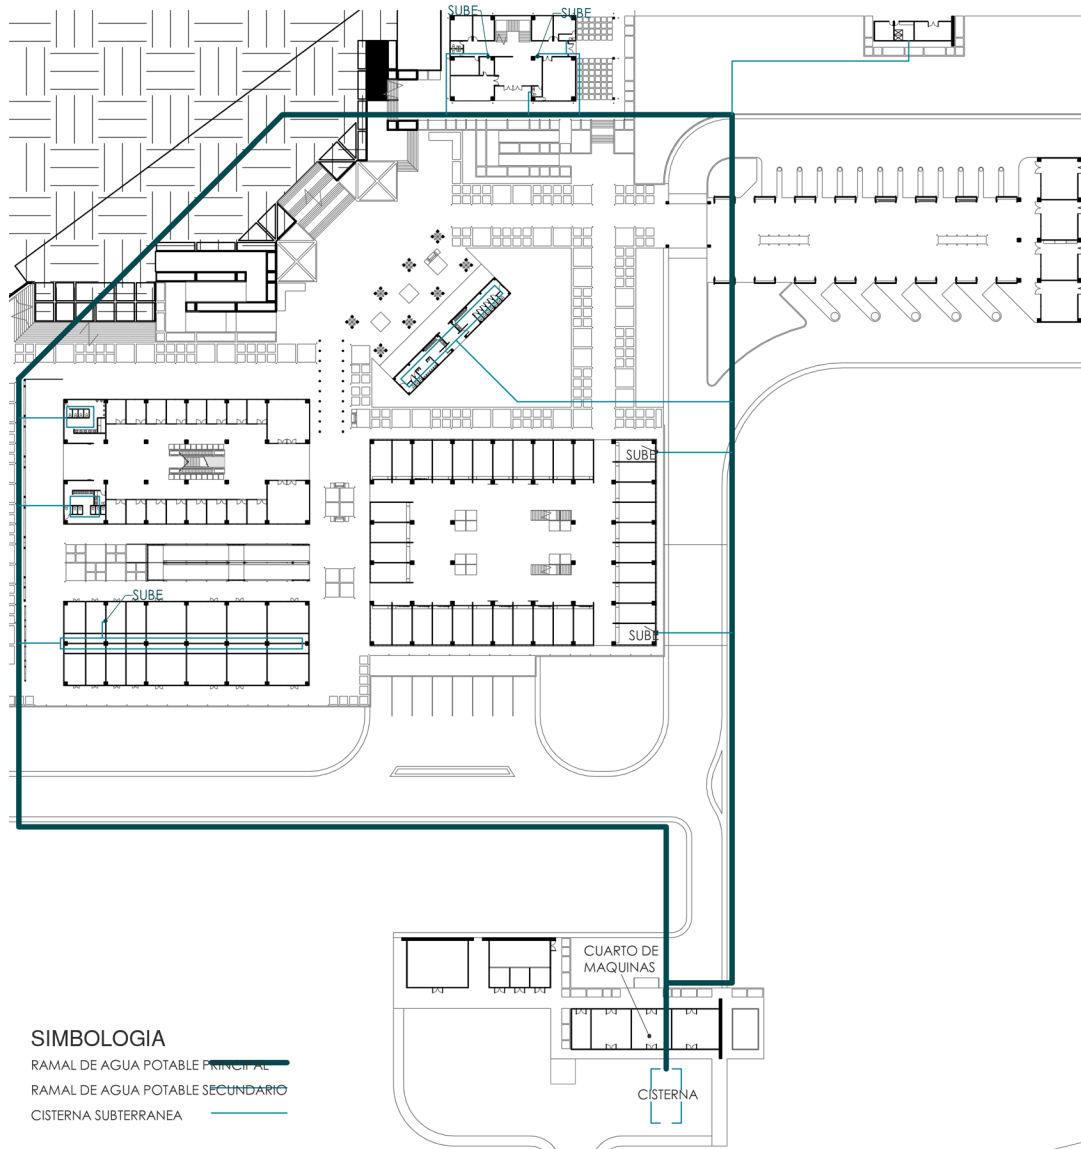 SUBE
SUBE
SUBE
SUBE
SUBE
CUARTO DE
MAQUINAS
SIMBOLOGIA
RAMAL DE AGUA POTABLE PRINCIPAL
RAMAL DE AGUA POTABLE SECUNDARIO
CISTERNA SUBTERRANEA
CISTERNA